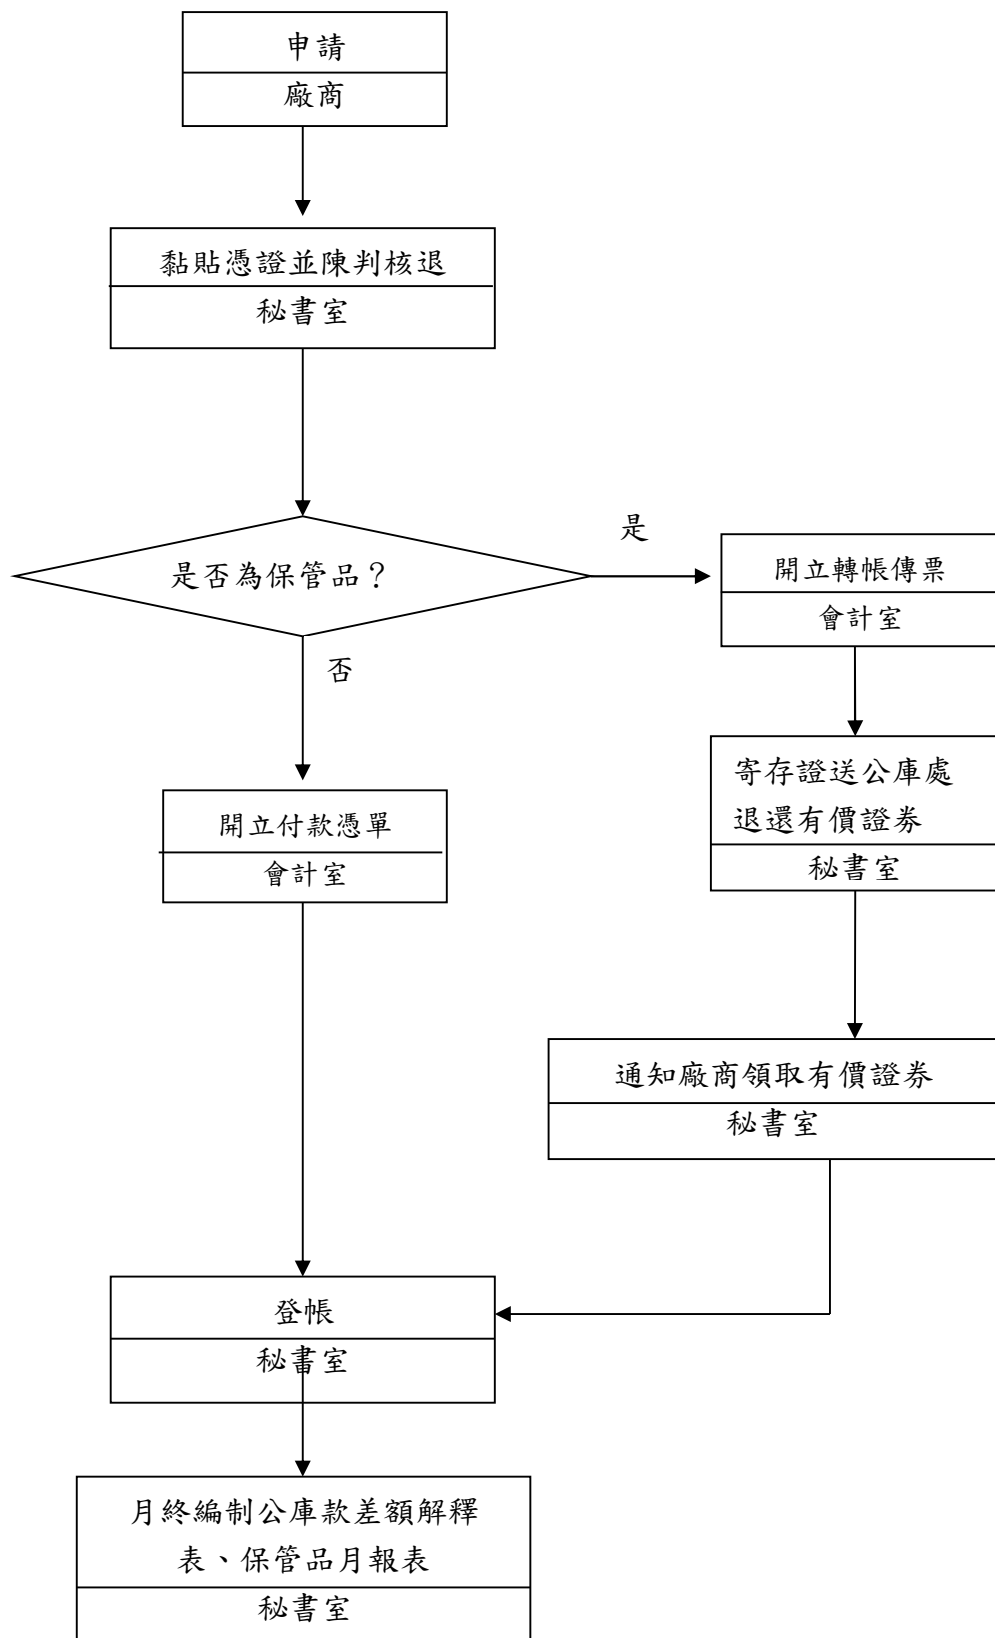 申請
廠商
黏貼憑證並陳判核退
秘書室
是否為保管品？
是
開立轉帳傳票
會計室
否
寄存證送公庫處
退還有價證券
秘書室
開立付款憑單
會計室
通知廠商領取有價證券
秘書室
登帳
秘書室
月終編制公庫款差額解釋
表、保管品月報表
秘書室